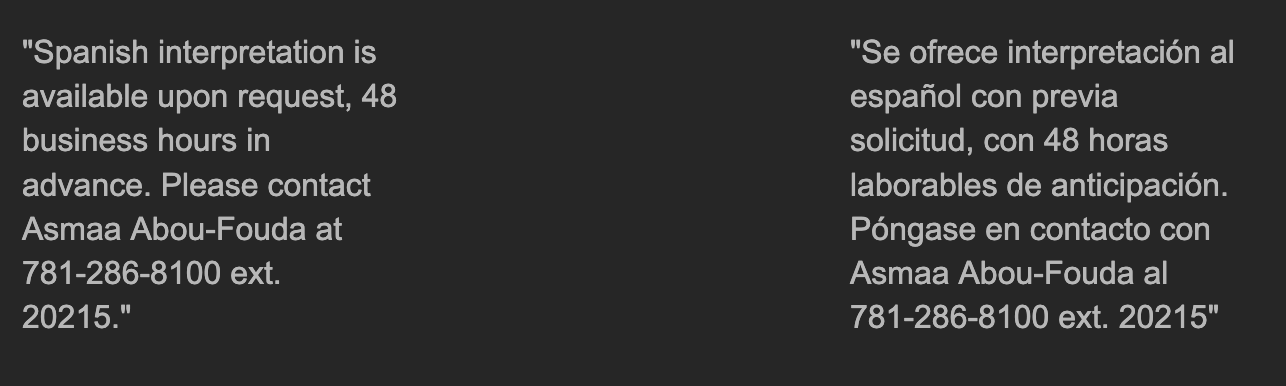 "Spanish interpretation is
available upon request, 48
business hours in
advance. Please contact
Asmaa Abou-Fouda at
781-286-8100 ext.
20215."
"Se ofrece interpretación al
español con previa
solicitud, con 48 horas
laborables de anticipación.
Póngase en contacto con
Asmaa Abou-Fouda al
781-286-8100 ext. 20215"